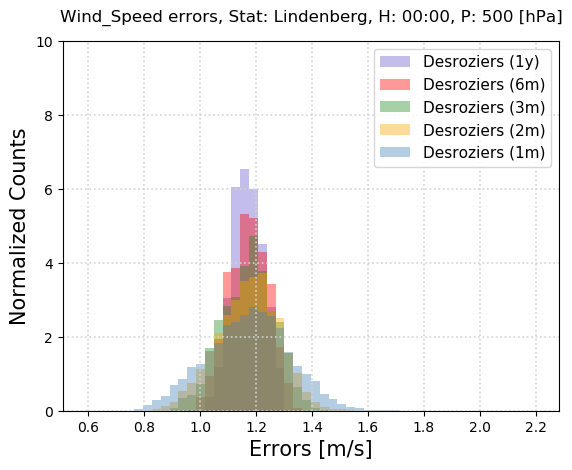 Wind_Speed errors, Stat: Lindenberg, H: 00:00, P: 500 [hPa]
10
8
6
4
2
0
Normalized Counts
Desroziers (1y)
Desroziers (6m)
Desroziers (3m)
Desroziers (2m)
Desroziers (1m)
0.6 0.8 1.0 1.2 1.4 1.6 1.8 2.0 2.2
Errors [m/s]